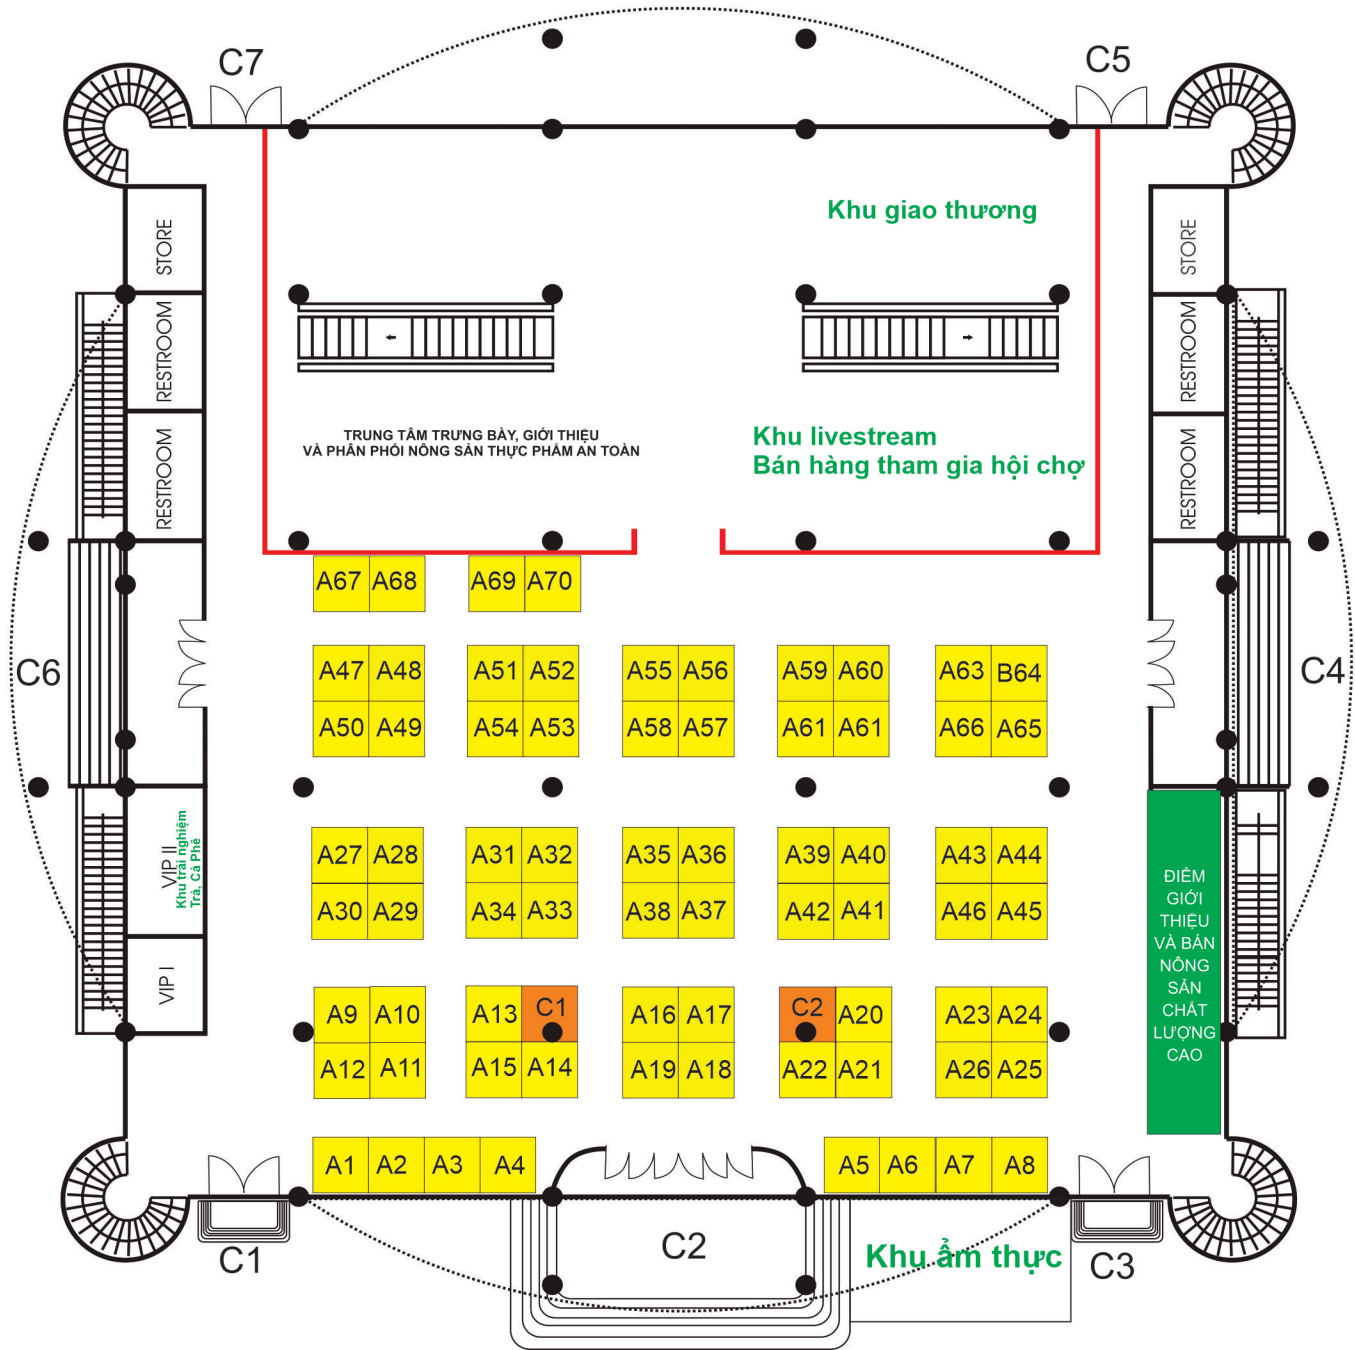 C7
C5
Khu giao thương
STORE
STORE
RESTROOM
RESTROOM
TRUNG TÂM TRƯNG BÀY, GIỚI THIỆU
VÀ PHÂN PHỐI NÔNG SẢN THỰC PHẨM AN TOÀN
Khu livestream
Bán hàng tham gia hội chợ
RESTROOM
RESTROOM
A67 A68 A69 A70
C6
A47 A48 A51 A52 A55 A56 A59 A60 A63 B64
C4
A50 A49 A54 A53 A58 A57 A61 A61 A66 A65
VIP II
Khu trải nghiệm
Trà, Cà Phê
A27 A28 A31 A32 A35 A36 A39 A40 A43 A44
A30 A29 A34 A33 A38 A37 A42 A41 A46 A45
ĐIỂM
GIỚI
THIỆU
VÀ BÁN
NÔNG
SẢN
CHẤT
LƯỢNG
CAO
VIP I
A9 A10 A13 C1 A16 A17 C2 A20 A23 A24
A12 A11 A15 A14 A19 A18 A22 A21 A26 A25
A1 A2 A3 A4 A5 A6 A7 A8
C1
C2
Khu ẩm thực
C3